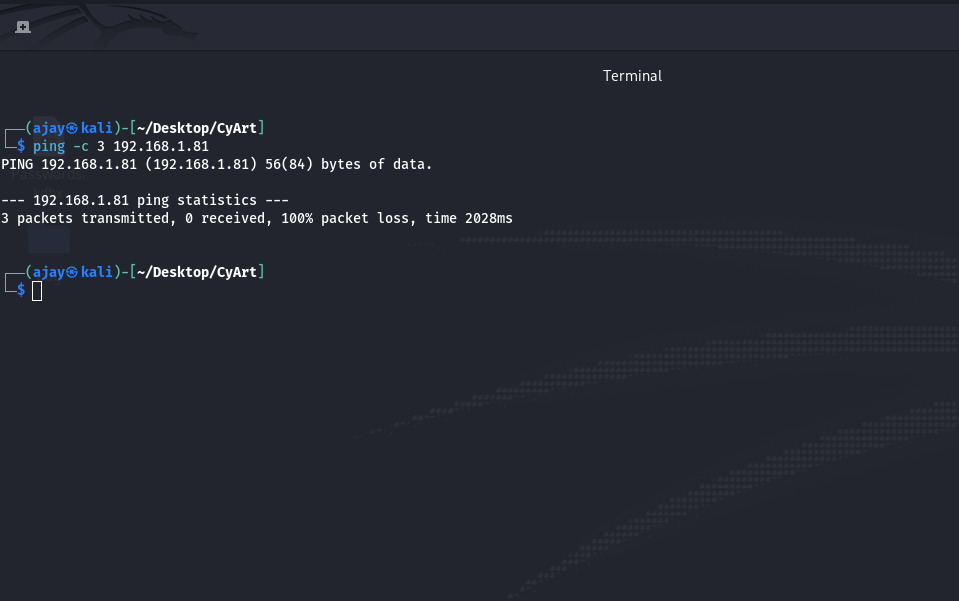 Terminal
┌──(ajay㉿kali)-[~/Desktop/CyArt]
└─$ ping -c 3 192.168.1.81
PING 192.168.1.81 (192.168.1.81) 56(84) bytes of data.
--- 192.168.1.81 ping statistics ---
3 packets transmitted, 0 received, 100% packet loss, time 2028ms
┌──(ajay㉿kali)-[~/Desktop/CyArt]
└─$